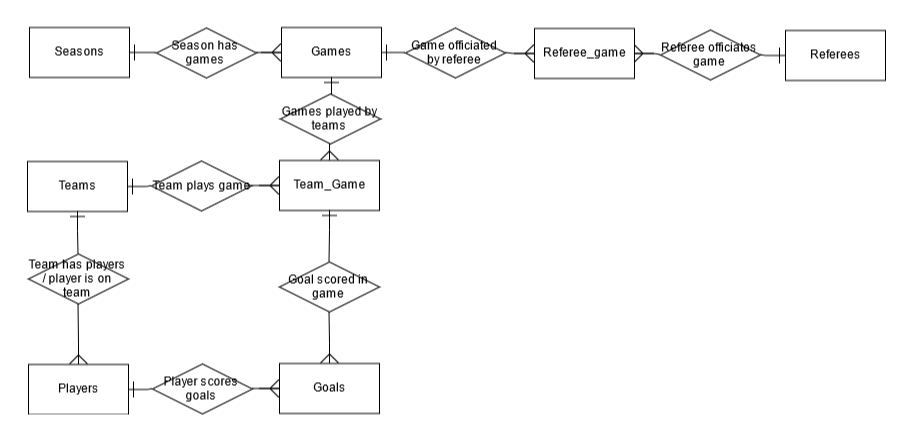 Seasons
Season has
games
Games
Game officiated
by referee
Referee_game
Referee officiates
game
Referees
Games played by
teams
Teams
Team plays game
Team_Game
Team has players
/ player is on
team
Goal scored in
game
Players
Player scores
goals
Goals